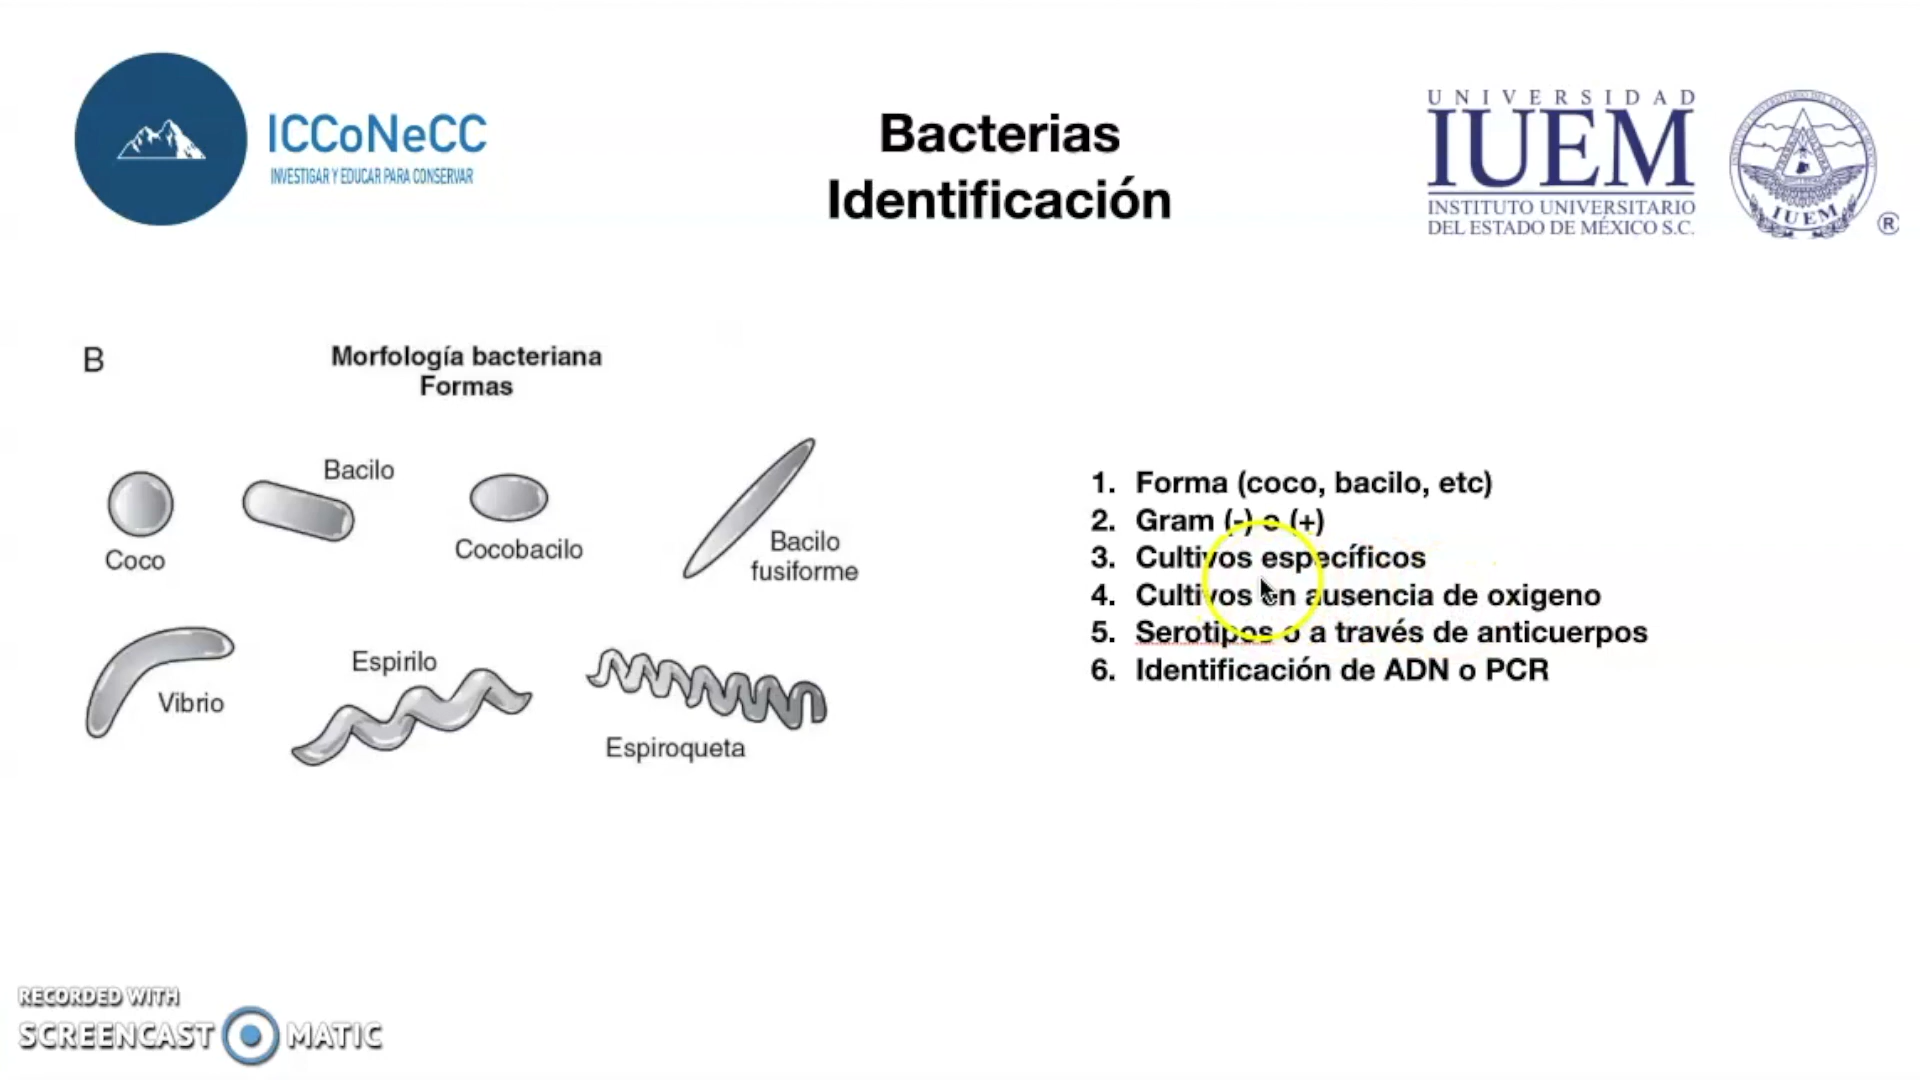 ICCoNeCC
INVESTIGAR Y EDUCAR PARA CONSERVAR
Bacterias
Identificación
UNIVERSIDAD
IUEM
INSTITUTO UNIVERSITARIO
DEL ESTADO DE MÉXICO S.C.
IUEM
®
B
Morfología bacteriana
Formas
Coco
Bacilo
Cocobacilo
Bacilo
fusiforme
Vibrio
Espirilo
Espiroqueta
1. Forma (coco, bacilo, etc)
2. Gram (-) o (+)
3. Cultivos específicos
4. Cultivos en ausencia de oxigeno
5. Serotipos o a través de anticuerpos
6. Identificación de ADN o PCR
RECORDED WITH
SCREENCAST MATIC